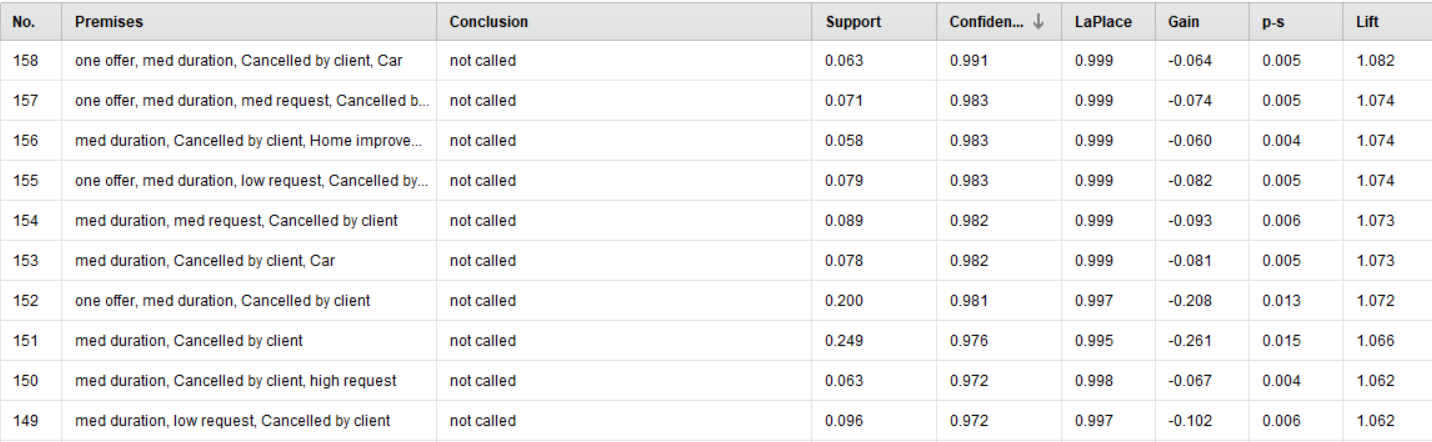 No. Premises Conclusion Support Confiden... ↓ LaPlace Gain p-s Lift
158 one offer, med duration, Cancelled by client, Car not called 0.063 0.991 0.999 -0.064 0.005 1.082
157 one offer, med duration, med request, Cancelled b... not called 0.071 0.983 0.999 -0.074 0.005 1.074
156 med duration, Cancelled by client, Home improve... not called 0.058 0.983 0.999 -0.060 0.004 1.074
155 one offer, med duration, low request, Cancelled by... not called 0.079 0.983 0.999 -0.082 0.005 1.074
154 med duration, med request, Cancelled by client not called 0.089 0.982 0.999 -0.093 0.006 1.073
153 med duration, Cancelled by client, Car not called 0.078 0.982 0.999 -0.081 0.005 1.073
152 one offer, med duration, Cancelled by client not called 0.200 0.981 0.997 -0.208 0.013 1.072
151 med duration, Cancelled by client not called 0.249 0.976 0.995 -0.261 0.015 1.066
150 med duration, Cancelled by client, high request not called 0.063 0.972 0.998 -0.067 0.004 1.062
149 med duration, low request, Cancelled by client not called 0.096 0.972 0.997 -0.102 0.006 1.062